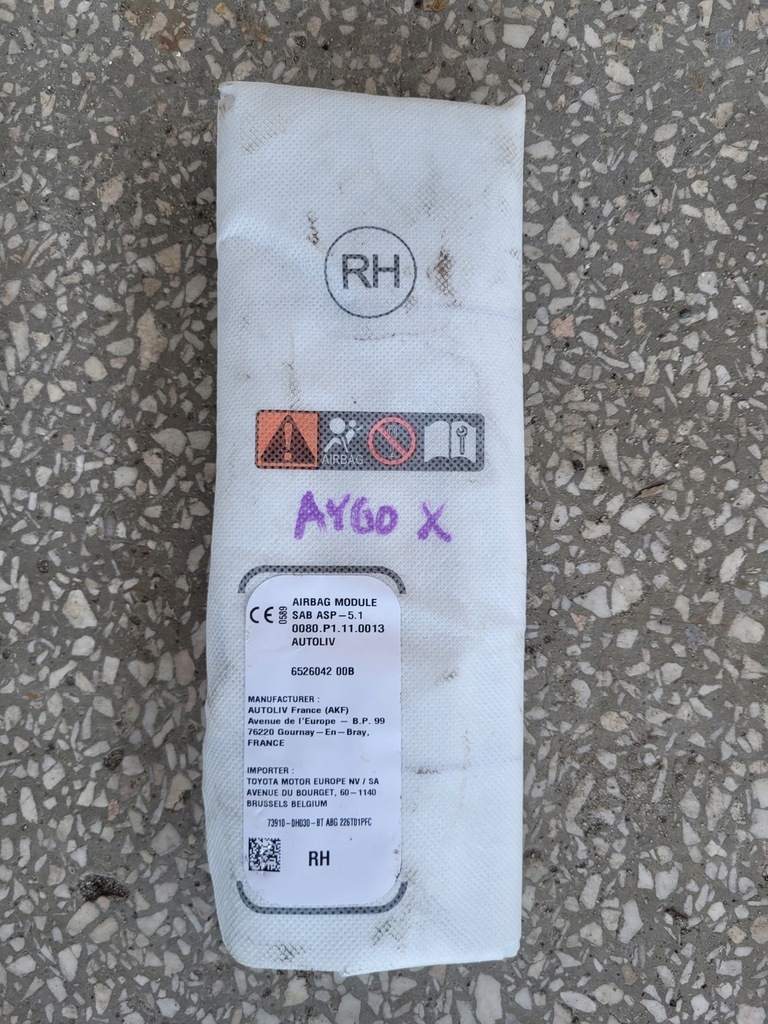 RH
AIRBAG
AYGO X
CE 0589
AIRBAG MODULE
SAB ASP-5.1
0080.P1.11.0013
AUTOLIV
6526042 00B
MANUFACTURER :
AUTOLIV France (AKF)
Avenue de l'Europe - B.P. 99
76220 Gournay-En-Bray,
FRANCE
IMPORTER :
TOYOTA MOTOR EUROPE NV / SA
AVENUE DU BOURGET, 60-1140
BRUSSELS BELGIUM
73910-0H030-BT ABG 226T01PFC
RH